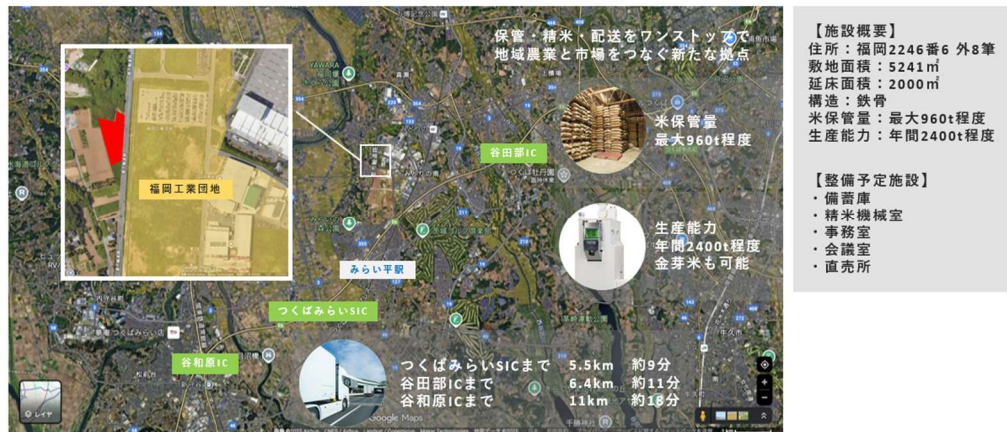 保管・精米・配送をワンストップで
地域農業と市場をつなぐ新たな拠点
福岡工業団地
米保管量
最大960t程度
谷田部IC
生産能力
年間2400t程度
金芽米も可能
みらい平駅
つくばみらいSIC
谷和原IC
つくばみらいSICまで 5.5km 約9分
谷田部ICまで 6.4km 約11分
谷和原ICまで 11km 約18分
レイヤ
Google Maps
【施設概要】
住所：福岡2246番6 外8筆
敷地面積：5241㎡
延床面積：2000㎡
構造：鉄骨
米保管量：最大960t程度
生産能力：年間2400t程度
【整備予定施設】
・備蓄庫
・精米機械室
・事務室
・会議室
・直売所